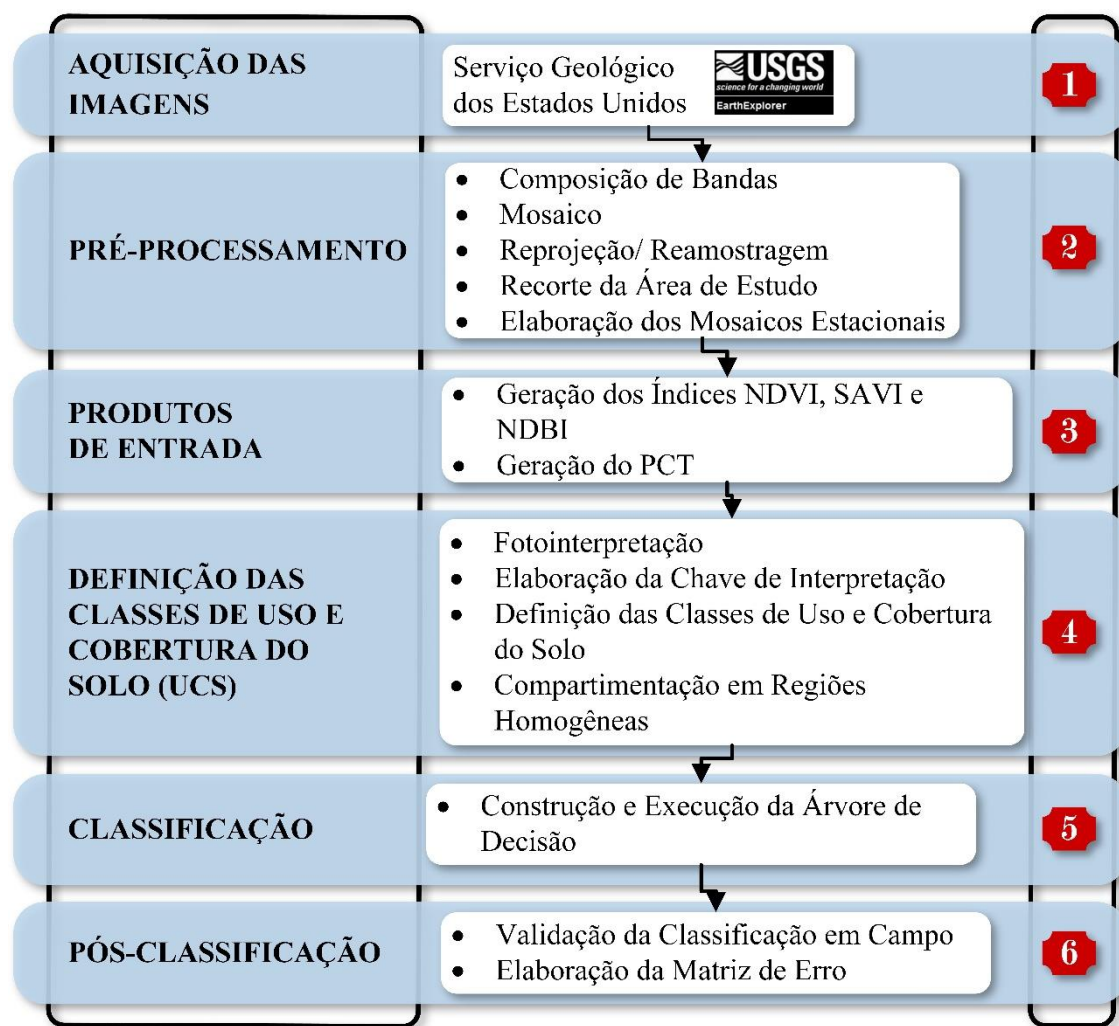 AQUISIÇÃO DAS
IMAGENS
Serviço Geológico
dos Estados Unidos
USGS
science for a changing world
EarthExplorer
1
PRÉ-PROCESSAMENTO
• Composição de Bandas
• Mosaico
• Reprojeção/ Reamostragem
• Recorte da Área de Estudo
• Elaboração dos Mosaicos Estacionais
2
PRODUTOS
DE ENTRADA
• Geração dos Índices NDVI, SAVI e
NDBI
• Geração do PCT
3
DEFINIÇÃO DAS
CLASSES DE USO E
COBERTURA DO
SOLO (UCS)
• Fotointerpretação
• Elaboração da Chave de Interpretação
• Definição das Classes de Uso e Cobertura
do Solo
• Compartimentação em Regiões
Homogêneas
4
CLASSIFICAÇÃO
• Construção e Execução da Árvore de
Decisão
5
PÓS-CLASSIFICAÇÃO
• Validação da Classificação em Campo
• Elaboração da Matriz de Erro
6